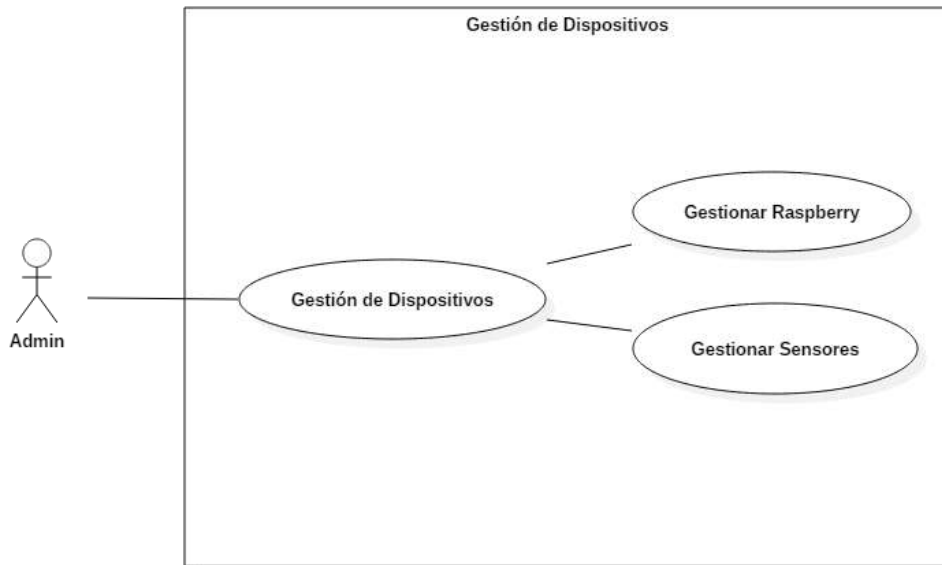 Gestión de Dispositivos
Gestionar Raspberry
Gestión de Dispositivos
Admin
Gestionar Sensores